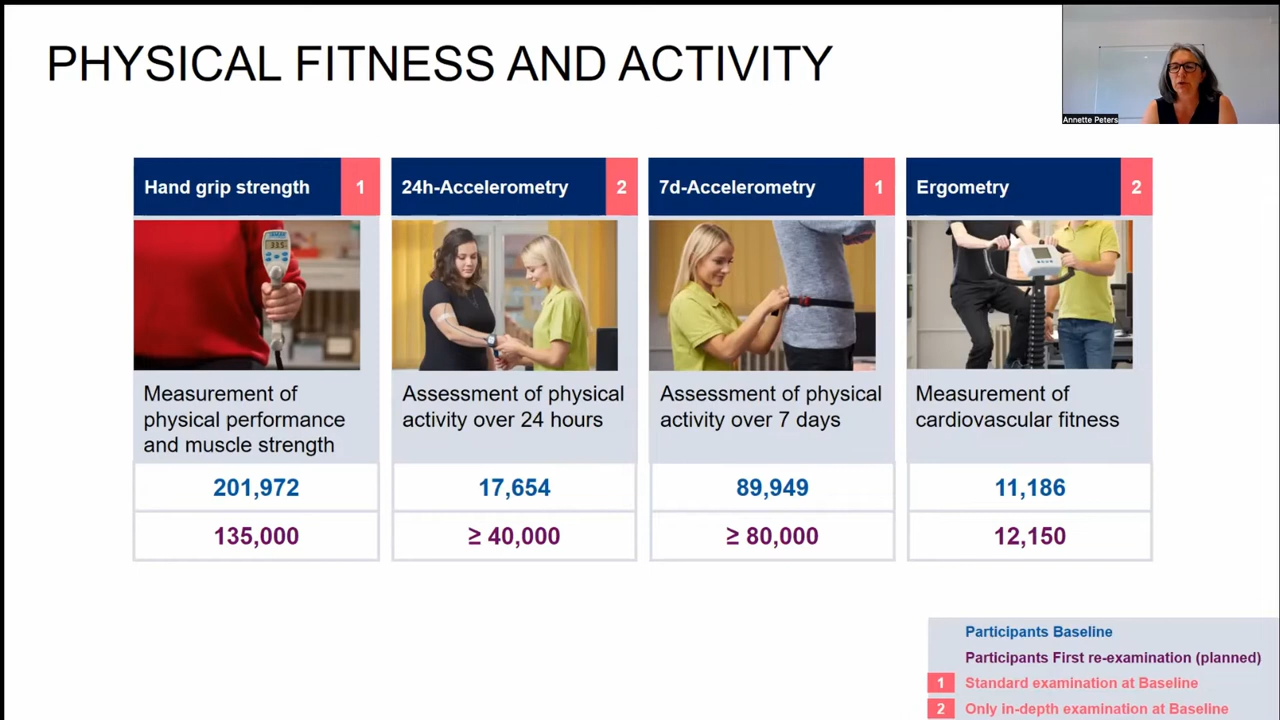 PHYSICAL FITNESS AND ACTIVITY
Annette Peters
Hand grip strength 1
24h-Accelerometry 2
7d-Accelerometry 1
Ergometry 2
33.5
Measurement of
physical performance
and muscle strength
Assessment of physical
activity over 24 hours
Assessment of physical
activity over 7 days
Measurement of
cardiovascular fitness
201,972
17,654
89,949
11,186
135,000
≥ 40,000
≥ 80,000
12,150
Participants Baseline
Participants First re-examination (planned)
1 Standard examination at Baseline
2 Only in-depth examination at Baseline